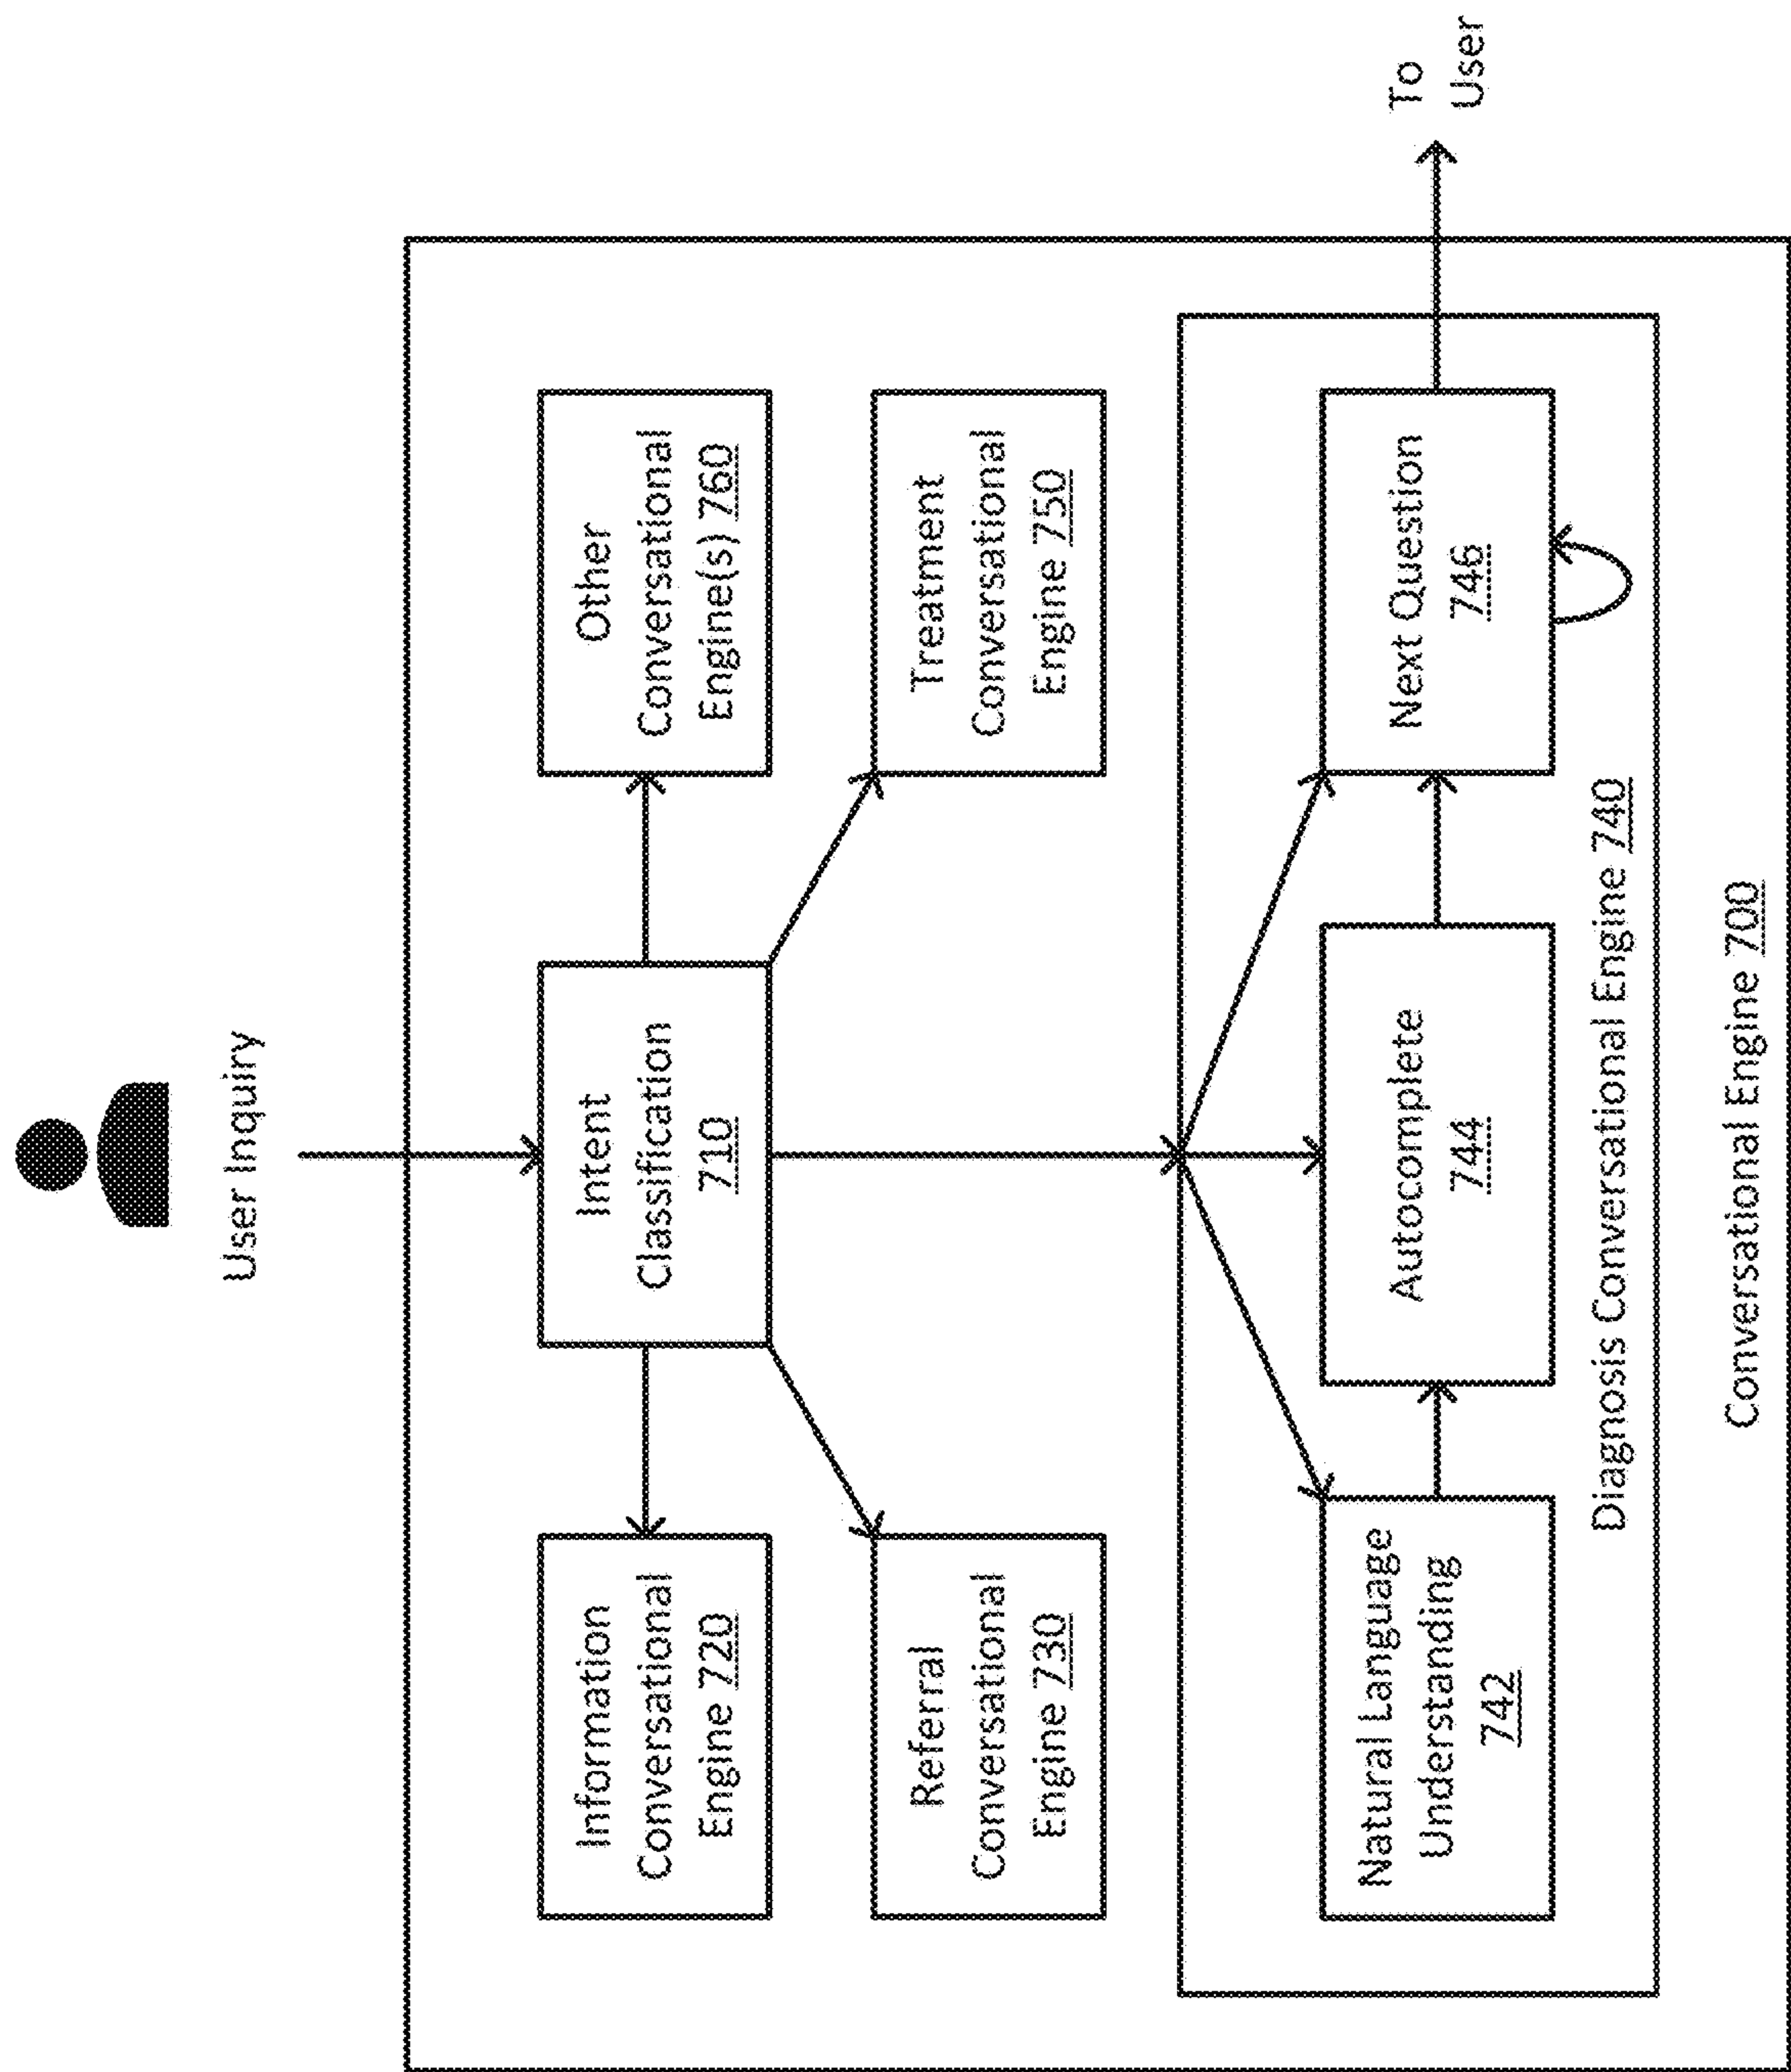 User Inquiry
Information
Conversational
Engine 720
Intent
Classification
710
Other
Conversational
Engine(s) 760
Referral
Conversational
Engine 730
Treatment
Conversational
Engine 750
Natural Language
Understanding
742
Autocomplete
744
Next Question
746
To
User
Diagnosis Conversational Engine 740
Conversational Engine 700